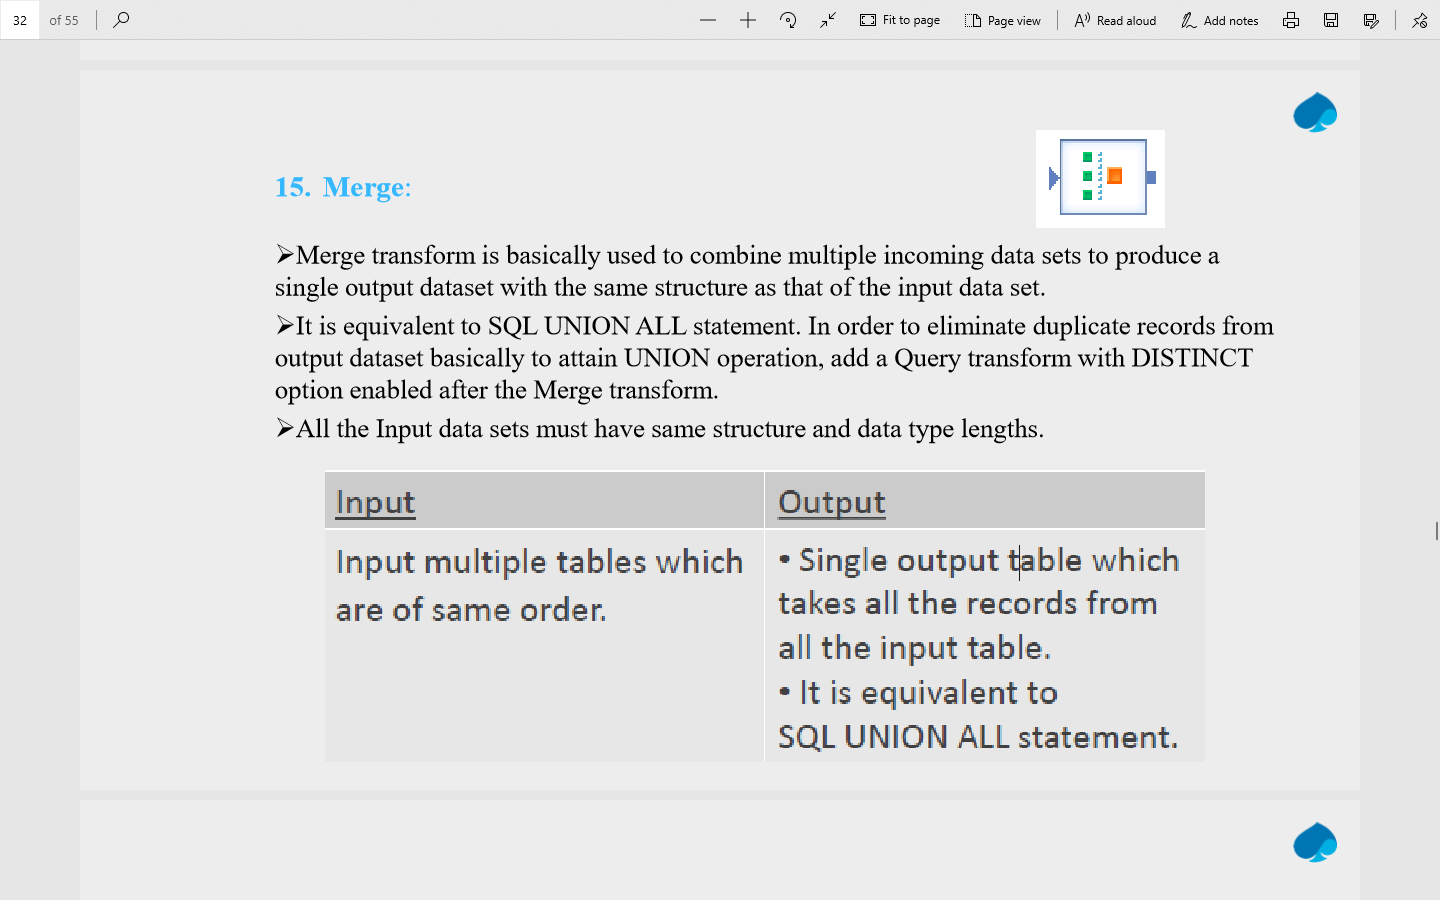 32 of 55 Fit to page Page view Read aloud Add notes
15. Merge:
➢Merge transform is basically used to combine multiple incoming data sets to produce a
single output dataset with the same structure as that of the input data set.
➢It is equivalent to SQL UNION ALL statement. In order to eliminate duplicate records from
output dataset basically to attain UNION operation, add a Query transform with DISTINCT
option enabled after the Merge transform.
➢All the Input data sets must have same structure and data type lengths.
Input
Input multiple tables which
are of same order.
Output
• Single output table which
takes all the records from
all the input table.
• It is equivalent to
SQL UNION ALL statement.